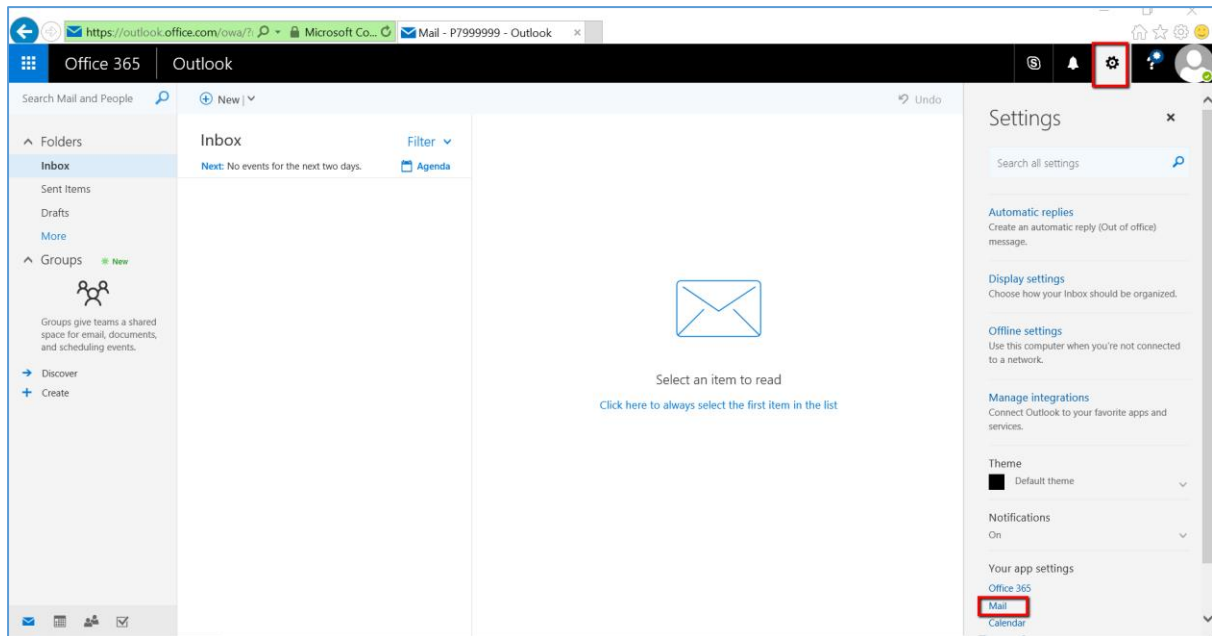 https://outlook.office.com/owa/?
Microsoft Co...
Mail - P7999999 - Outlook
Office 365
Outlook
Search Mail and People
New
Undo
Folders
Inbox
Sent Items
Drafts
More
Groups
New
Groups give teams a shared
space for email, documents,
and scheduling events.
Discover
Create
Inbox
Filter
Next: No events for the next two days.
Agenda
Select an item to read
Click here to always select the first item in the list
Settings
Search all settings
Automatic replies
Create an automatic reply (Out of office)
message.
Display settings
Choose how your Inbox should be organized.
Offline settings
Use this computer when you're not connected
to a network.
Manage integrations
Connect Outlook to your favorite apps and
services.
Theme
Default theme
Notifications
On
Your app settings
Office 365
Mail
Calendar